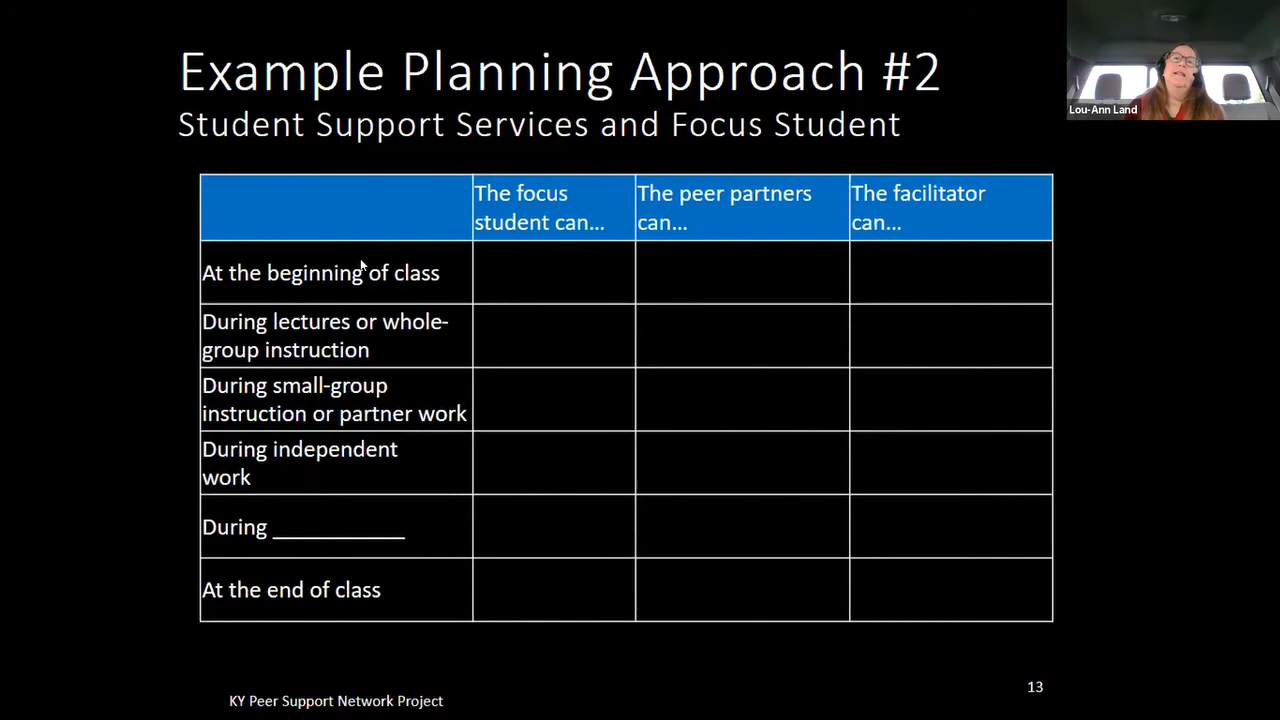 Example Planning Approach #2
Lou-Ann Land
Student Support Services and Focus Student
The focus
student can...
The peer partners
can...
The facilitator
can...
At the beginning of class
During lectures or whole-
group instruction
During small-group
instruction or partner work
During independent
work
During ____________
At the end of class
13
KY Peer Support Network Project